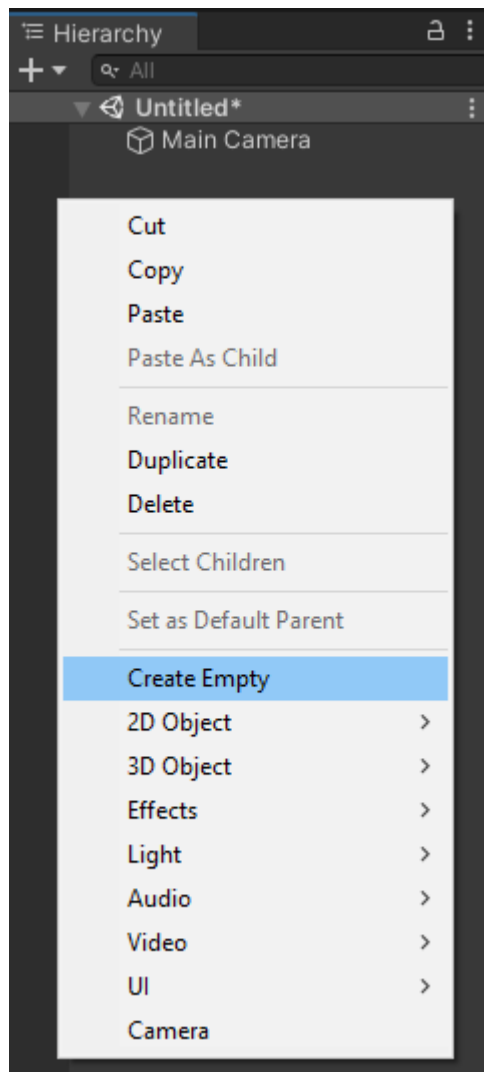 Hierarchy
All
Untitled*
Main Camera
Cut
Copy
Paste
Paste As Child
Rename
Duplicate
Delete
Select Children
Set as Default Parent
Create Empty
2D Object
3D Object
Effects
Light
Audio
Video
UI
Camera